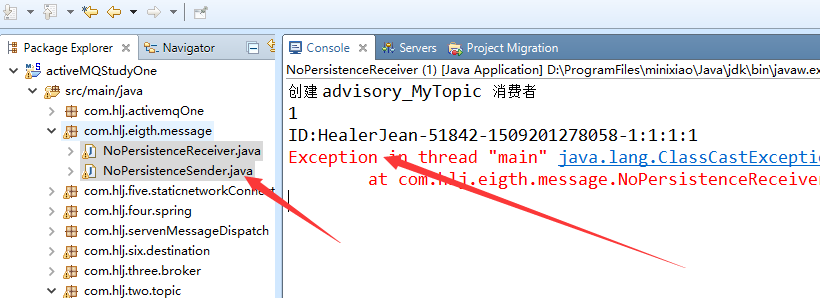 Package Explorer
Navigator
activeMQStudyOne
src/main/java
com.hlj.activemqOne
com.hlj.eigth.message
NoPersistenceReceiver.java
NoPersistenceSender.java
com.hlj.five.staticnetworkConnect
com.hlj.four.spring
com.hlj.servenMessageDispatch
com.hlj.six.destination
com.hlj.three.broker
com.hlj.two.topic
Console
Servers
Project Migration
NoPersistenceReceiver (1) [Java Application] D:\ProgramFiles\minixiao\Java\jdk\bin\javaw.ex
创建 advisory_MyTopic 消费者
1
ID:HealerJean-51842-1509201278058-1:1:1:1
Exception in thread "main" java.lang.ClassCastExceptio
at com.hlj.eigth.message.NoPersistenceReceiver